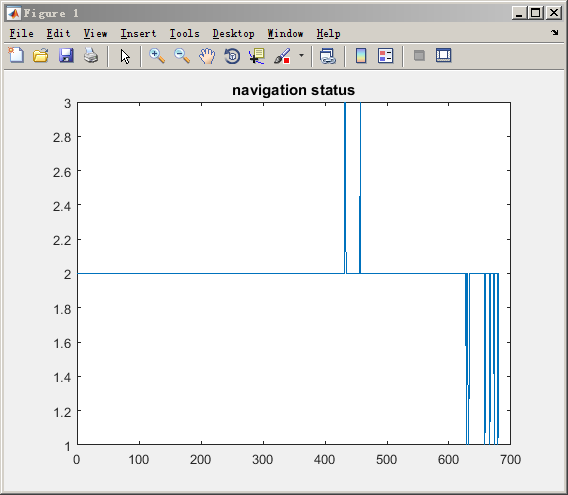 Figure 1
File Edit View Insert Tools Desktop Window Help
navigation status
3
2.8
2.6
2.4
2.2
2
1.8
1.6
1.4
1.2
1
0 100 200 300 400 500 600 700